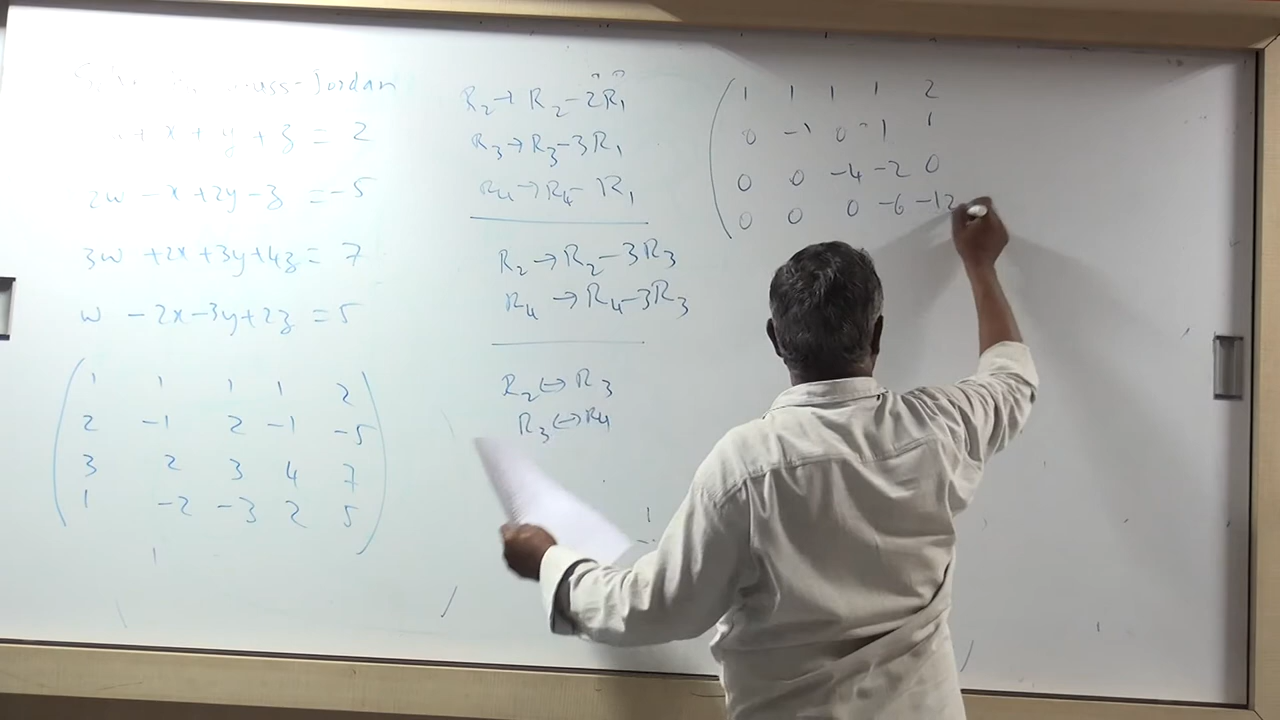 Gauss-Jordan
w + x + y + z = 2
2w - x + 2y - z = -5
3w + 2x + 3y + 4z = 7
w - 2x - 3y + 2z = 5
1 1 1 1 2
2 -1 2 -1 -5
3 2 3 4 7
1 -2 -3 2 5
R2 → R2 - 2R1
R3 → R3 - 3R1
R4 → R4 - 1R1
R2 → R2 - 3R3
R4 → R4 - 3R3
R2 ↔ R3
R3 ↔ R4
1 1 1 1 2
0 -1 0 -1 1
0 0 -4 -2 0
0 0 0 -6 -12